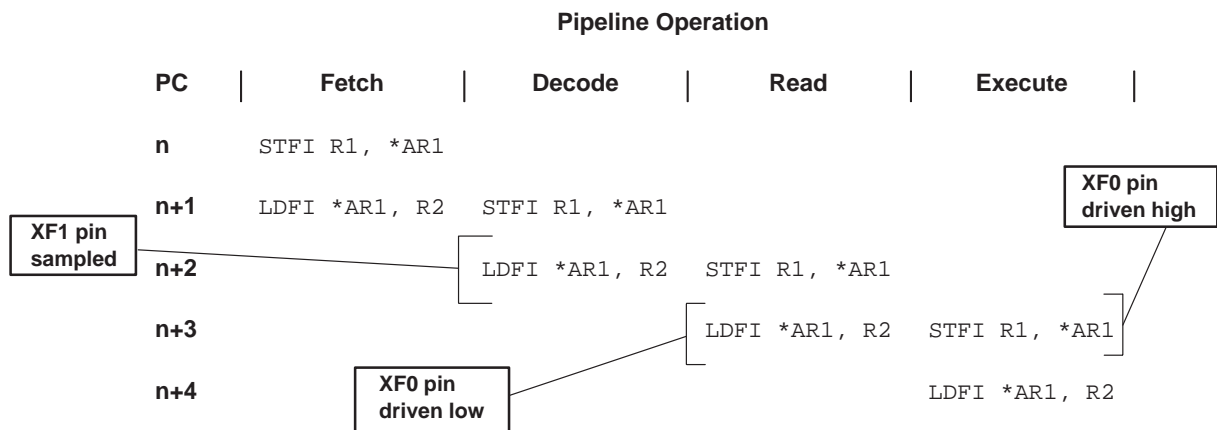 Pipeline Operation
PC | Fetch | Decode | Read | Execute |
n STFI R1, *AR1
n+1 LDFI *AR1, R2 STFI R1, *AR1
XF0 pin
driven high
XF1 pin
sampled
n+2 LDFI *AR1, R2 STFI R1, *AR1
n+3 LDFI *AR1, R2 STFI R1, *AR1
XF0 pin
driven low
n+4 LDFI *AR1, R2